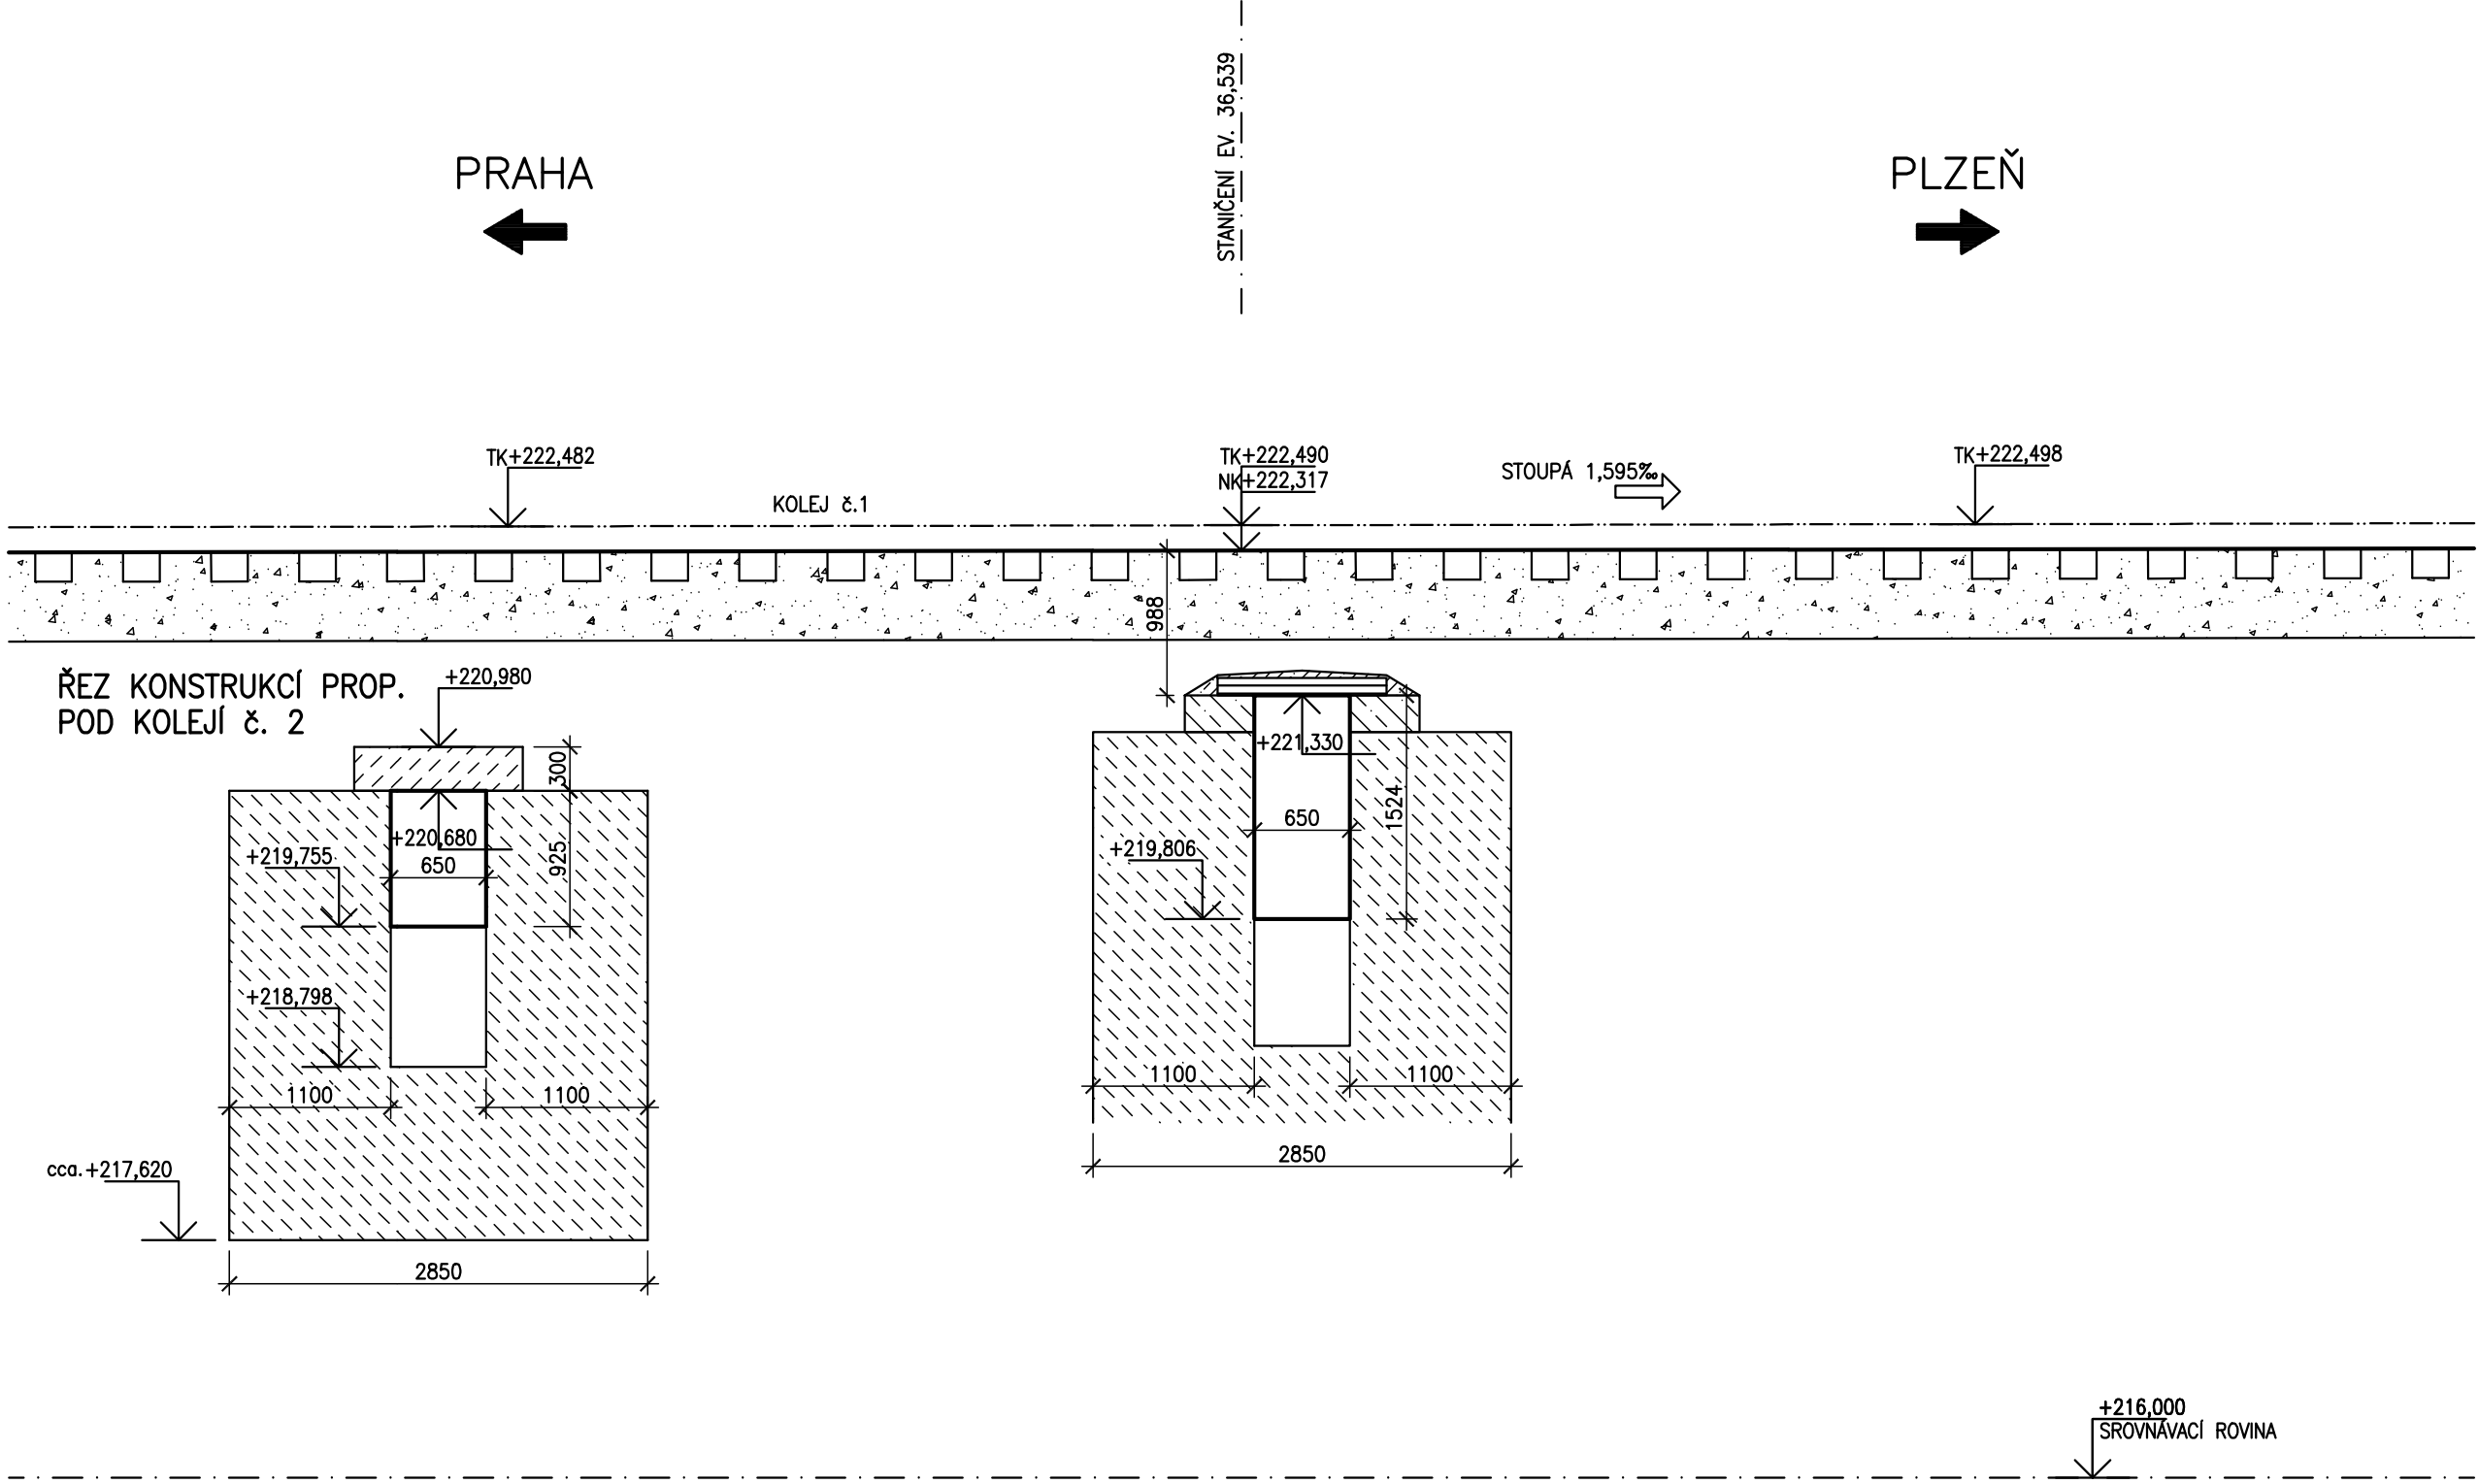 STANIČENÍ EV. 36,539
PRAHA
PLZEŇ
TK+222,482
TK+222,490
NK+222,317
STOUPÁ 1,595‰
TK+222,498
KOLEJ č.1
988
ŘEZ KONSTRUKCÍ PROP.
POD KOLEJÍ č. 2
+220,980
300
+220,680
925
+219,755
650
+218,798
1100
1100
cca.+217,620
2850
+221,330
1524
650
+219,806
1100
1100
2850
+216,000
SROVNÁVACÍ ROVINA